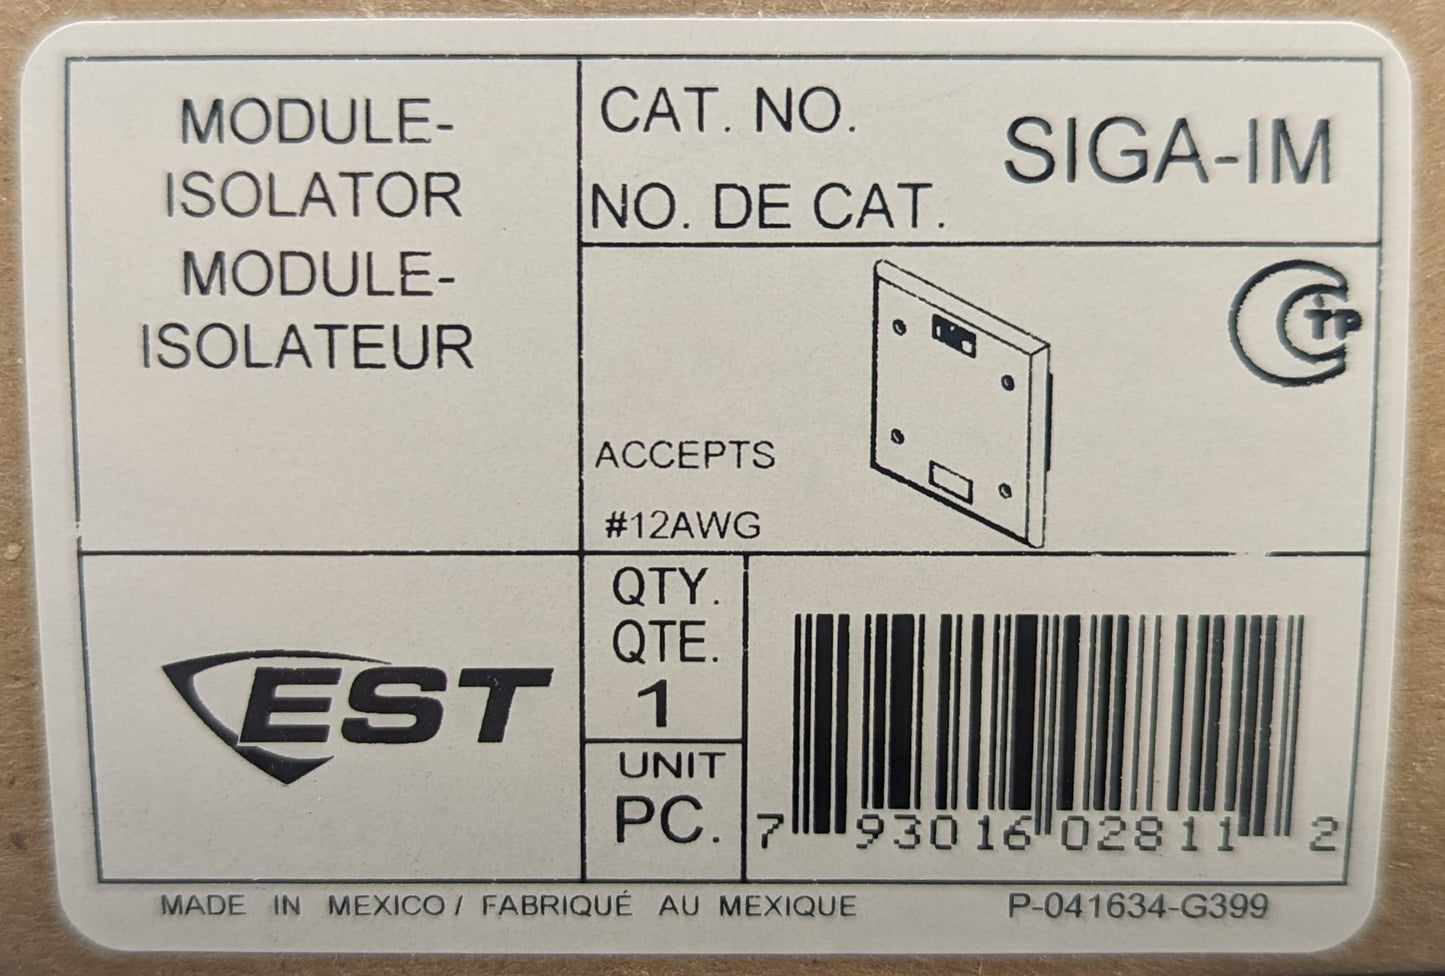 MODULE-
ISOLATOR
MODULE-
ISOLATEUR
CAT. NO.
NO. DE CAT.
SIGA-IM
CTP
ACCEPTS
#12AWG
EST
QTY.
QTE.
1
UNIT
PC.
7 93016 02811 2
MADE IN MEXICO / FABRIQUÉ AU MEXIQUE
P-041634-G399